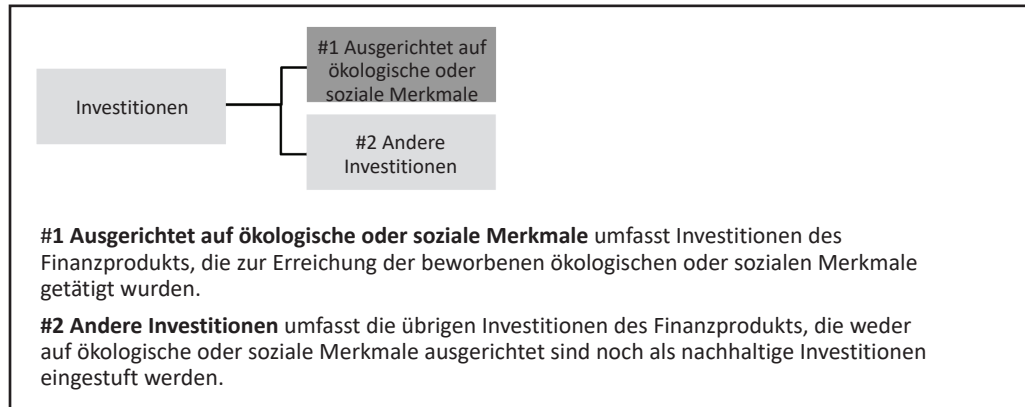 #1 Ausgerichtet auf
ökologische oder
soziale Merkmale
Investitionen
#2 Andere
Investitionen
#1 Ausgerichtet auf ökologische oder soziale Merkmale umfasst Investitionen des
Finanzprodukts, die zur Erreichung der beworbenen ökologischen oder sozialen Merkmale
getätigt wurden.
#2 Andere Investitionen umfasst die übrigen Investitionen des Finanzprodukts, die weder
auf ökologische oder soziale Merkmale ausgerichtet sind noch als nachhaltige Investitionen
eingestuft werden.